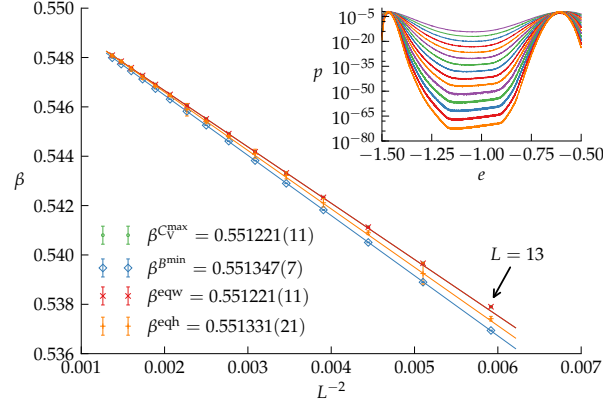 0.550
0.548
0.546
0.544
0.542
0.540
0.538
0.536
β
0.001 0.002 0.003 0.004 0.005 0.006 0.007
L⁻²
β^{C_V^max} = 0.551221(11)
β^{B^min} = 0.551347(7)
β^eqw = 0.551221(11)
β^eqh = 0.551331(21)
L = 13
10⁻⁵
10⁻²⁰
10⁻³⁵
10⁻⁵⁰
10⁻⁶⁵
10⁻⁸⁰
p
−1.50 −1.25 −1.00 −0.75 −0.50
e